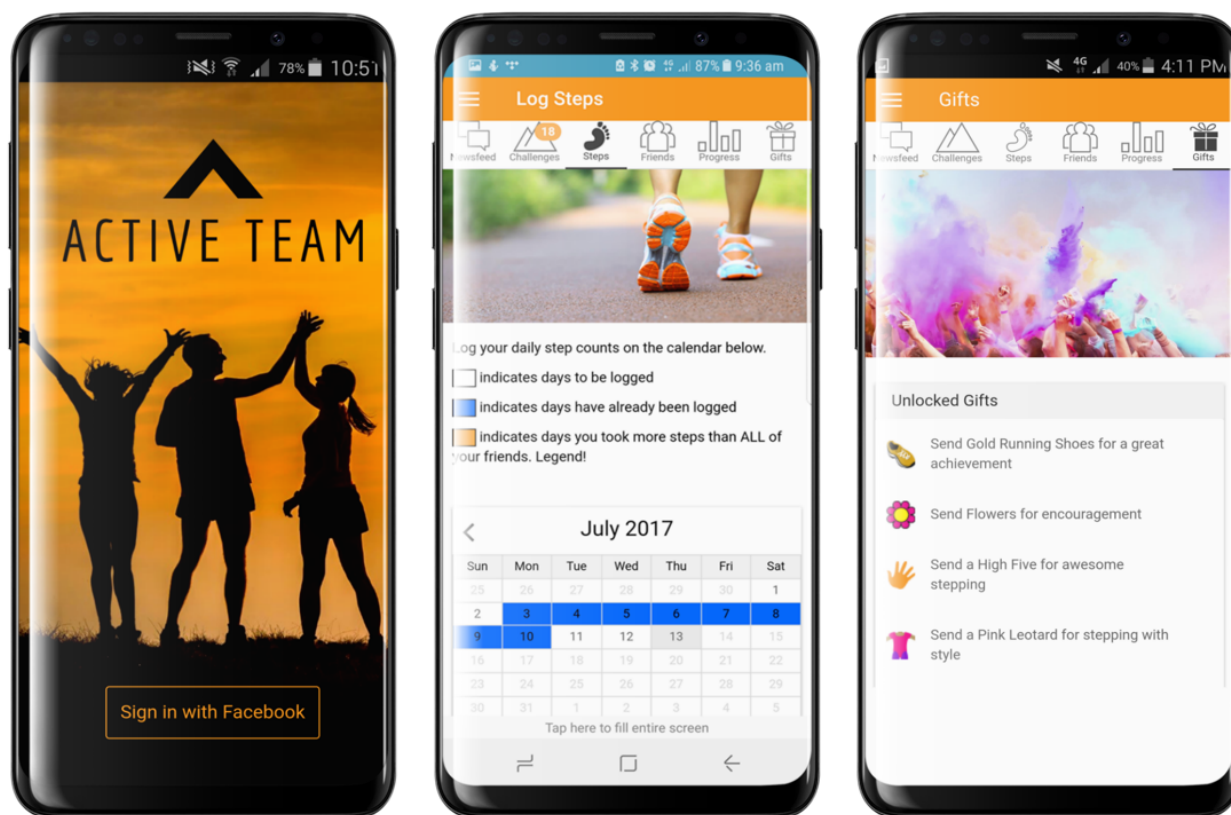 78% 10:51
ACTIVE TEAM
Sign in with Facebook
4G 87% 9:36 am
Log Steps
18
Newsfeed Challenges Steps Friends Progress Gifts
Log your daily step counts on the calendar below.
indicates days to be logged
indicates days have already been logged
indicates days you took more steps than ALL of
your friends. Legend!
July 2017
Sun Mon Tue Wed Thu Fri Sat
25 26 27 28 29 30 1
2 3 4 5 6 7 8
9 10 11 12 13 14 15
16 17 18 19 20 21 22
23 24 25 26 27 28 29
30 31 1 2 3 4 5
Tap here to fill entire screen
4G 40% 4:11 PM
Gifts
Newsfeed Challenges Steps Friends Progress Gifts
Unlocked Gifts
Send Gold Running Shoes for a great
achievement
Send Flowers for encouragement
Send a High Five for awesome
stepping
Send a Pink Leotard for stepping with
style